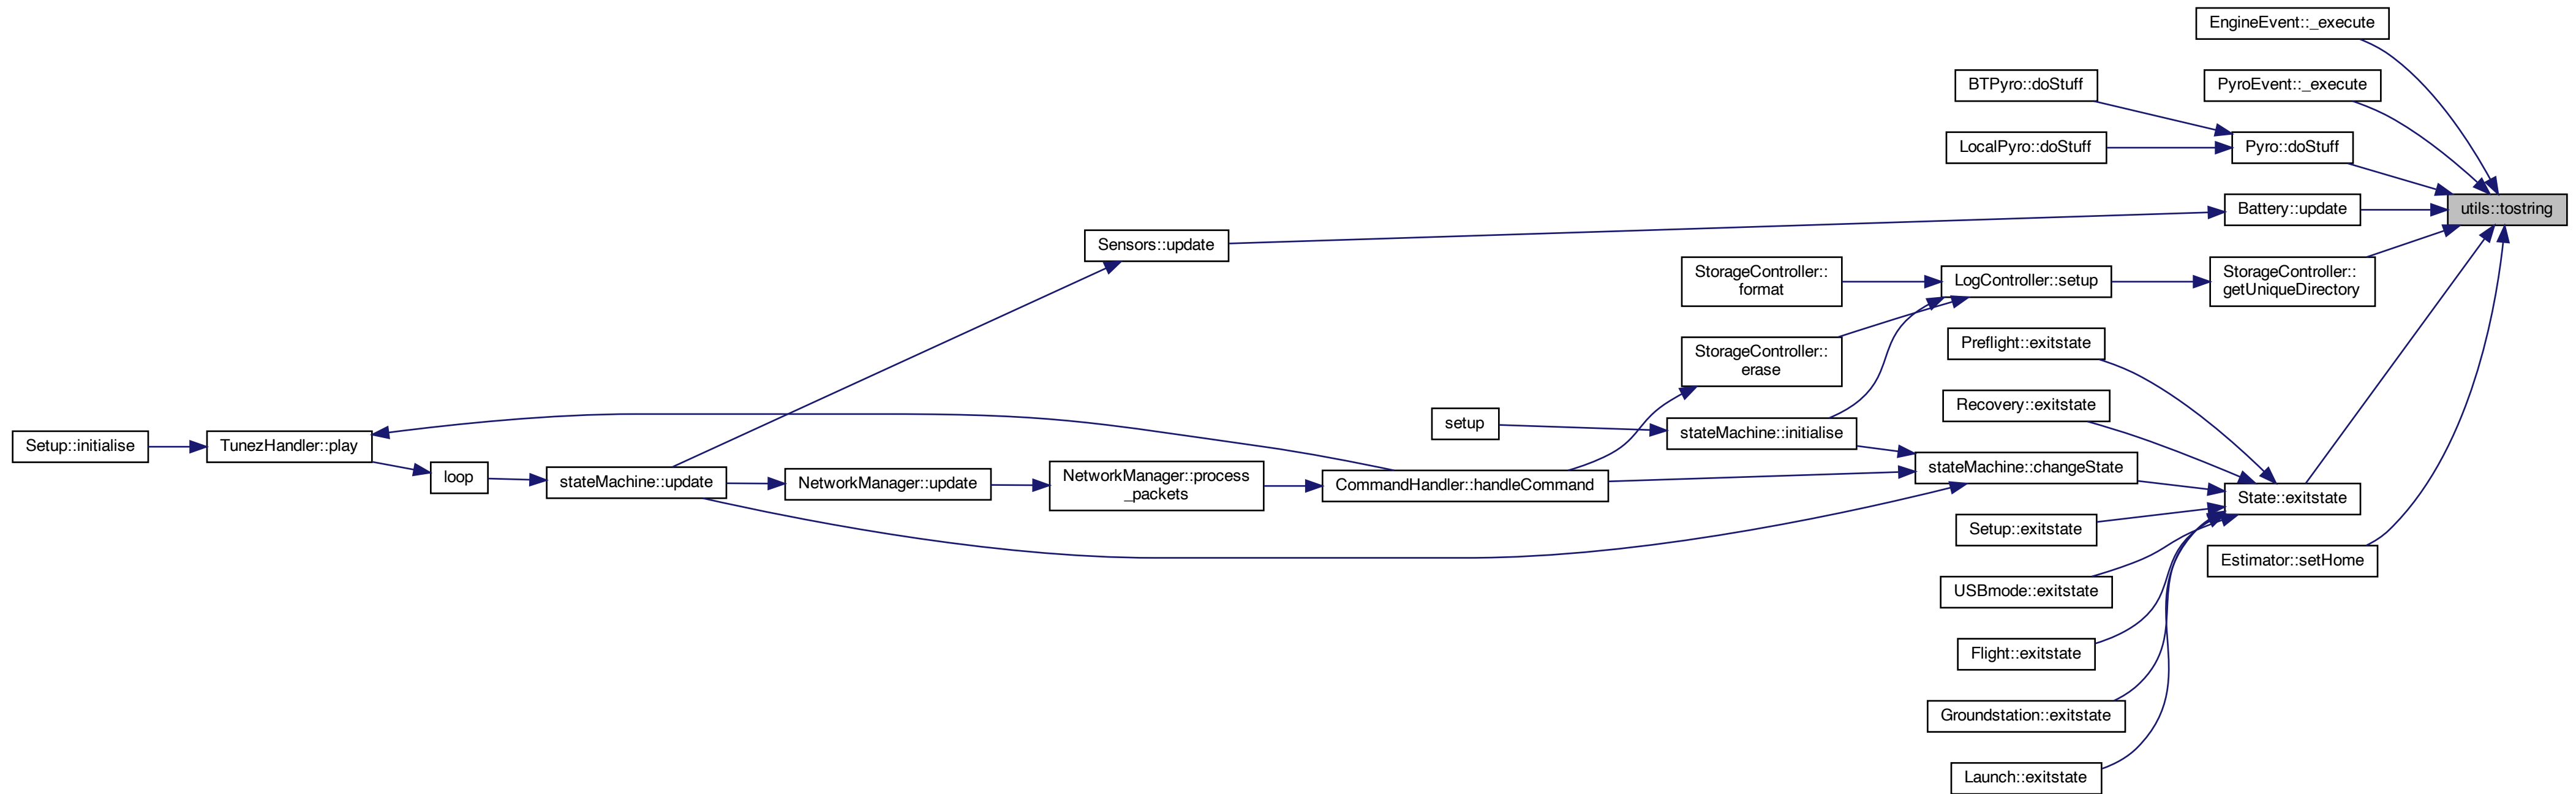 EngineEvent::_execute
PyroEvent::_execute
BTPyro::doStuff
LocalPyro::doStuff
Pyro::doStuff
utils::tostring
Battery::update
Sensors::update
StorageController::
getUniqueDirectory
LogController::setup
StorageController::
format
StorageController::
erase
Preflight::exitstate
Recovery::exitstate
setup
stateMachine::initialise
Setup::initialise
TunezHandler::play
loop
stateMachine::update
NetworkManager::update
NetworkManager::process
_packets
CommandHandler::handleCommand
stateMachine::changeState
State::exitstate
Setup::exitstate
Estimator::setHome
USBmode::exitstate
Flight::exitstate
Groundstation::exitstate
Launch::exitstate